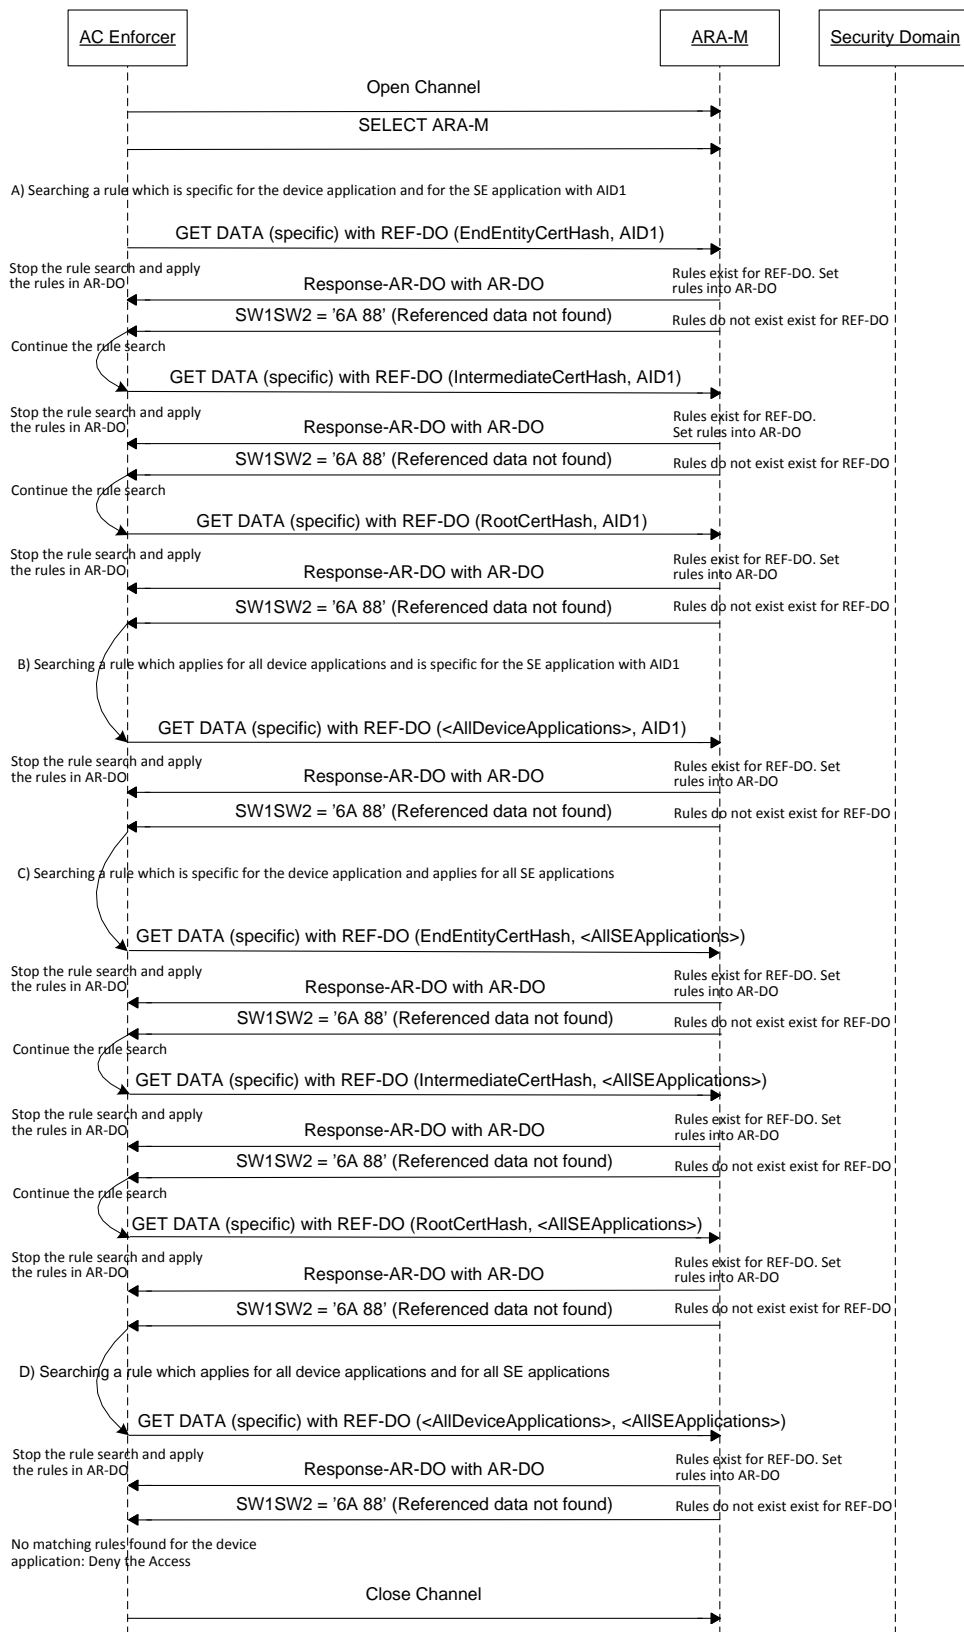 AC Enforcer
ARA-M
Security Domain
Open Channel
SELECT ARA-M
A) Searching a rule which is specific for the device application and for the SE application with AID1
GET DATA (specific) with REF-DO (EndEntityCertHash, AID1)
Stop the rule search and apply
the rules in AR-DO
Response-AR-DO with AR-DO
Rules exist for REF-DO. Set
rules into AR-DO
SW1SW2 = '6A 88' (Referenced data not found)
Rules do not exist exist for REF-DO
Continue the rule search
GET DATA (specific) with REF-DO (IntermediateCertHash, AID1)
Stop the rule search and apply
the rules in AR-DO
Response-AR-DO with AR-DO
Rules exist for REF-DO.
Set rules into AR-DO
SW1SW2 = '6A 88' (Referenced data not found)
Rules do not exist exist for REF-DO
Continue the rule search
GET DATA (specific) with REF-DO (RootCertHash, AID1)
Stop the rule search and apply
the rules in AR-DO
Response-AR-DO with AR-DO
Rules exist for REF-DO. Set
rules into AR-DO
SW1SW2 = '6A 88' (Referenced data not found)
Rules do not exist exist for REF-DO
B) Searching a rule which applies for all device applications and is specific for the SE application with AID1
GET DATA (specific) with REF-DO (<AllDeviceApplications>, AID1)
Stop the rule search and apply
the rules in AR-DO
Response-AR-DO with AR-DO
Rules exist for REF-DO. Set
rules into AR-DO
SW1SW2 = '6A 88' (Referenced data not found)
Rules do not exist exist for REF-DO
C) Searching a rule which is specific for the device application and applies for all SE applications
GET DATA (specific) with REF-DO (EndEntityCertHash, <AllSEApplications>)
Stop the rule search and apply
the rules in AR-DO
Response-AR-DO with AR-DO
Rules exist for REF-DO. Set
rules into AR-DO
SW1SW2 = '6A 88' (Referenced data not found)
Rules do not exist exist for REF-DO
Continue the rule search
GET DATA (specific) with REF-DO (IntermediateCertHash, <AllSEApplications>)
Stop the rule search and apply
the rules in AR-DO
Response-AR-DO with AR-DO
Rules exist for REF-DO. Set
rules into AR-DO
SW1SW2 = '6A 88' (Referenced data not found)
Rules do not exist exist for REF-DO
Continue the rule search
GET DATA (specific) with REF-DO (RootCertHash, <AllSEApplications>)
Stop the rule search and apply
the rules in AR-DO
Response-AR-DO with AR-DO
Rules exist for REF-DO. Set
rules into AR-DO
SW1SW2 = '6A 88' (Referenced data not found)
Rules do not exist exist for REF-DO
D) Searching a rule which applies for all device applications and for all SE applications
GET DATA (specific) with REF-DO (<AllDeviceApplications>, <AllSEApplications>)
Stop the rule search and apply
the rules in AR-DO
Response-AR-DO with AR-DO
Rules exist for REF-DO. Set
rules into AR-DO
SW1SW2 = '6A 88' (Referenced data not found)
Rules do not exist exist for REF-DO
No matching rules found for the device
application: Deny the Access
Close Channel